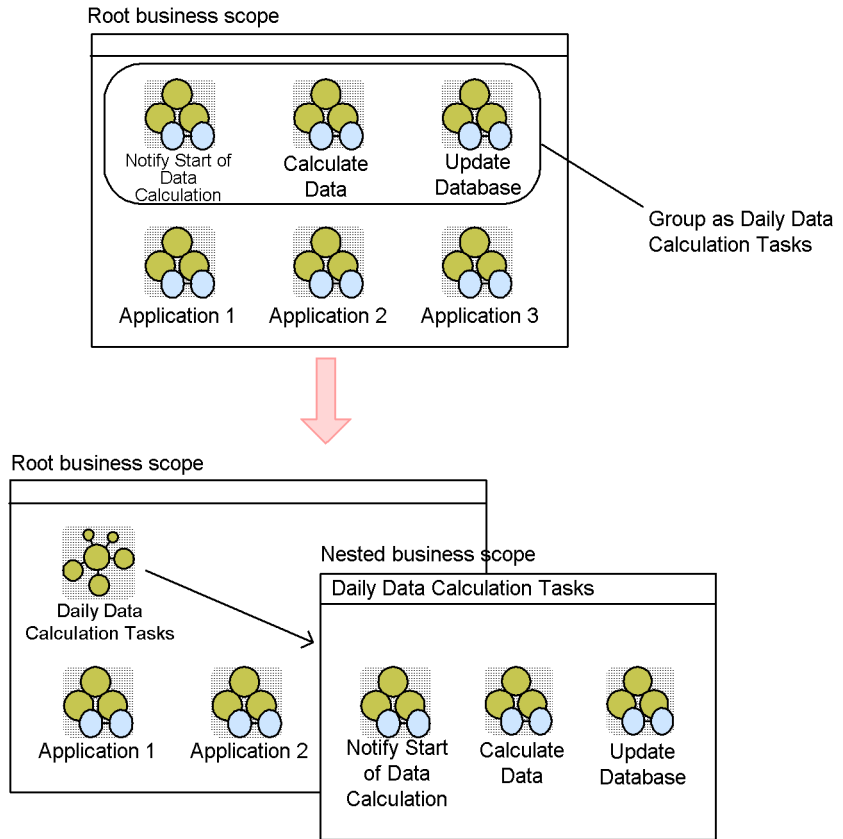 Root business scope
Notify Start of
Data
Calculation
Calculate
Data
Update
Database
Group as Daily Data
Calculation Tasks
Application 1
Application 2
Application 3
Root business scope
Nested business scope
Daily Data Calculation Tasks
Daily Data
Calculation Tasks
Application 1
Application 2
Notify Start
of Data
Calculation
Calculate
Data
Update
Database